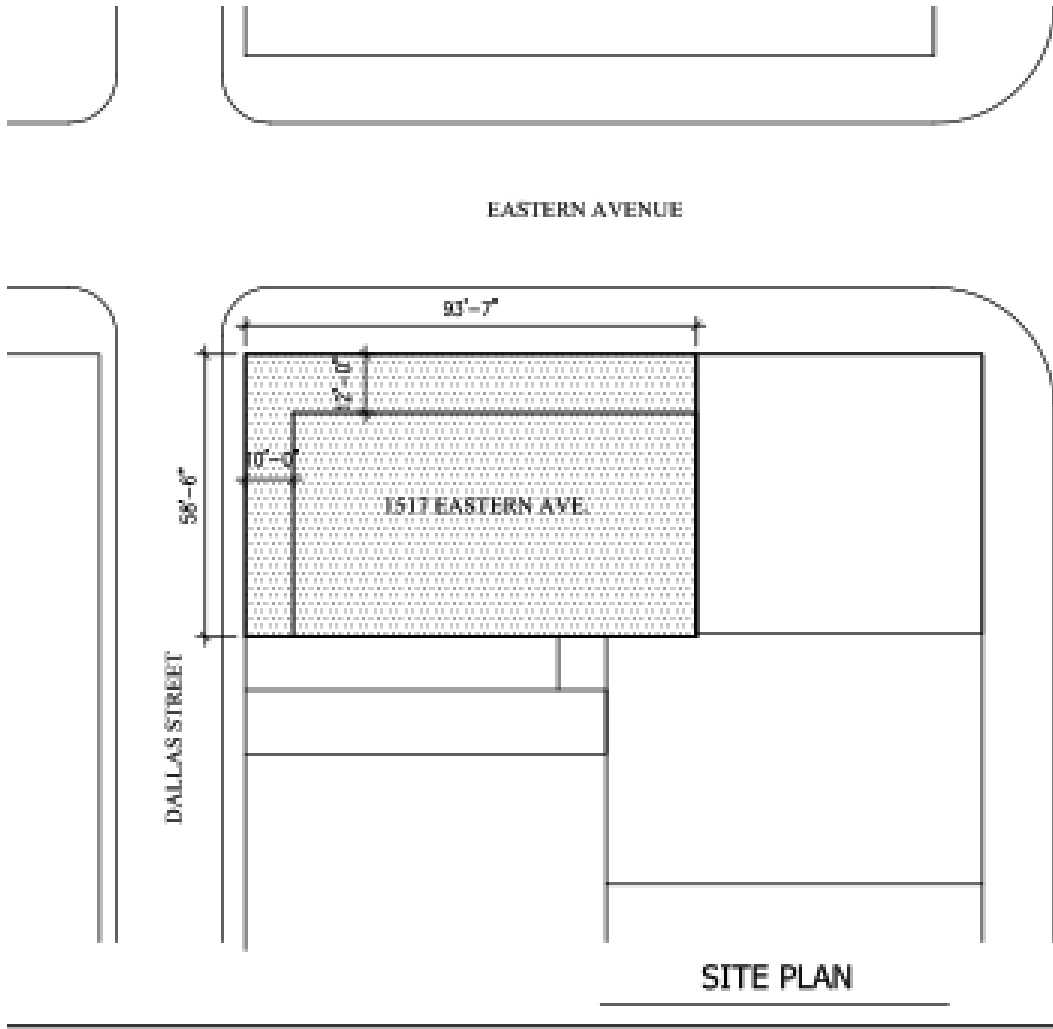 EASTERN AVENUE
93'-7"
12'-0"
10'-0"
58'-6"
1517 EASTERN AVE.
DALLAS STREET
SITE PLAN